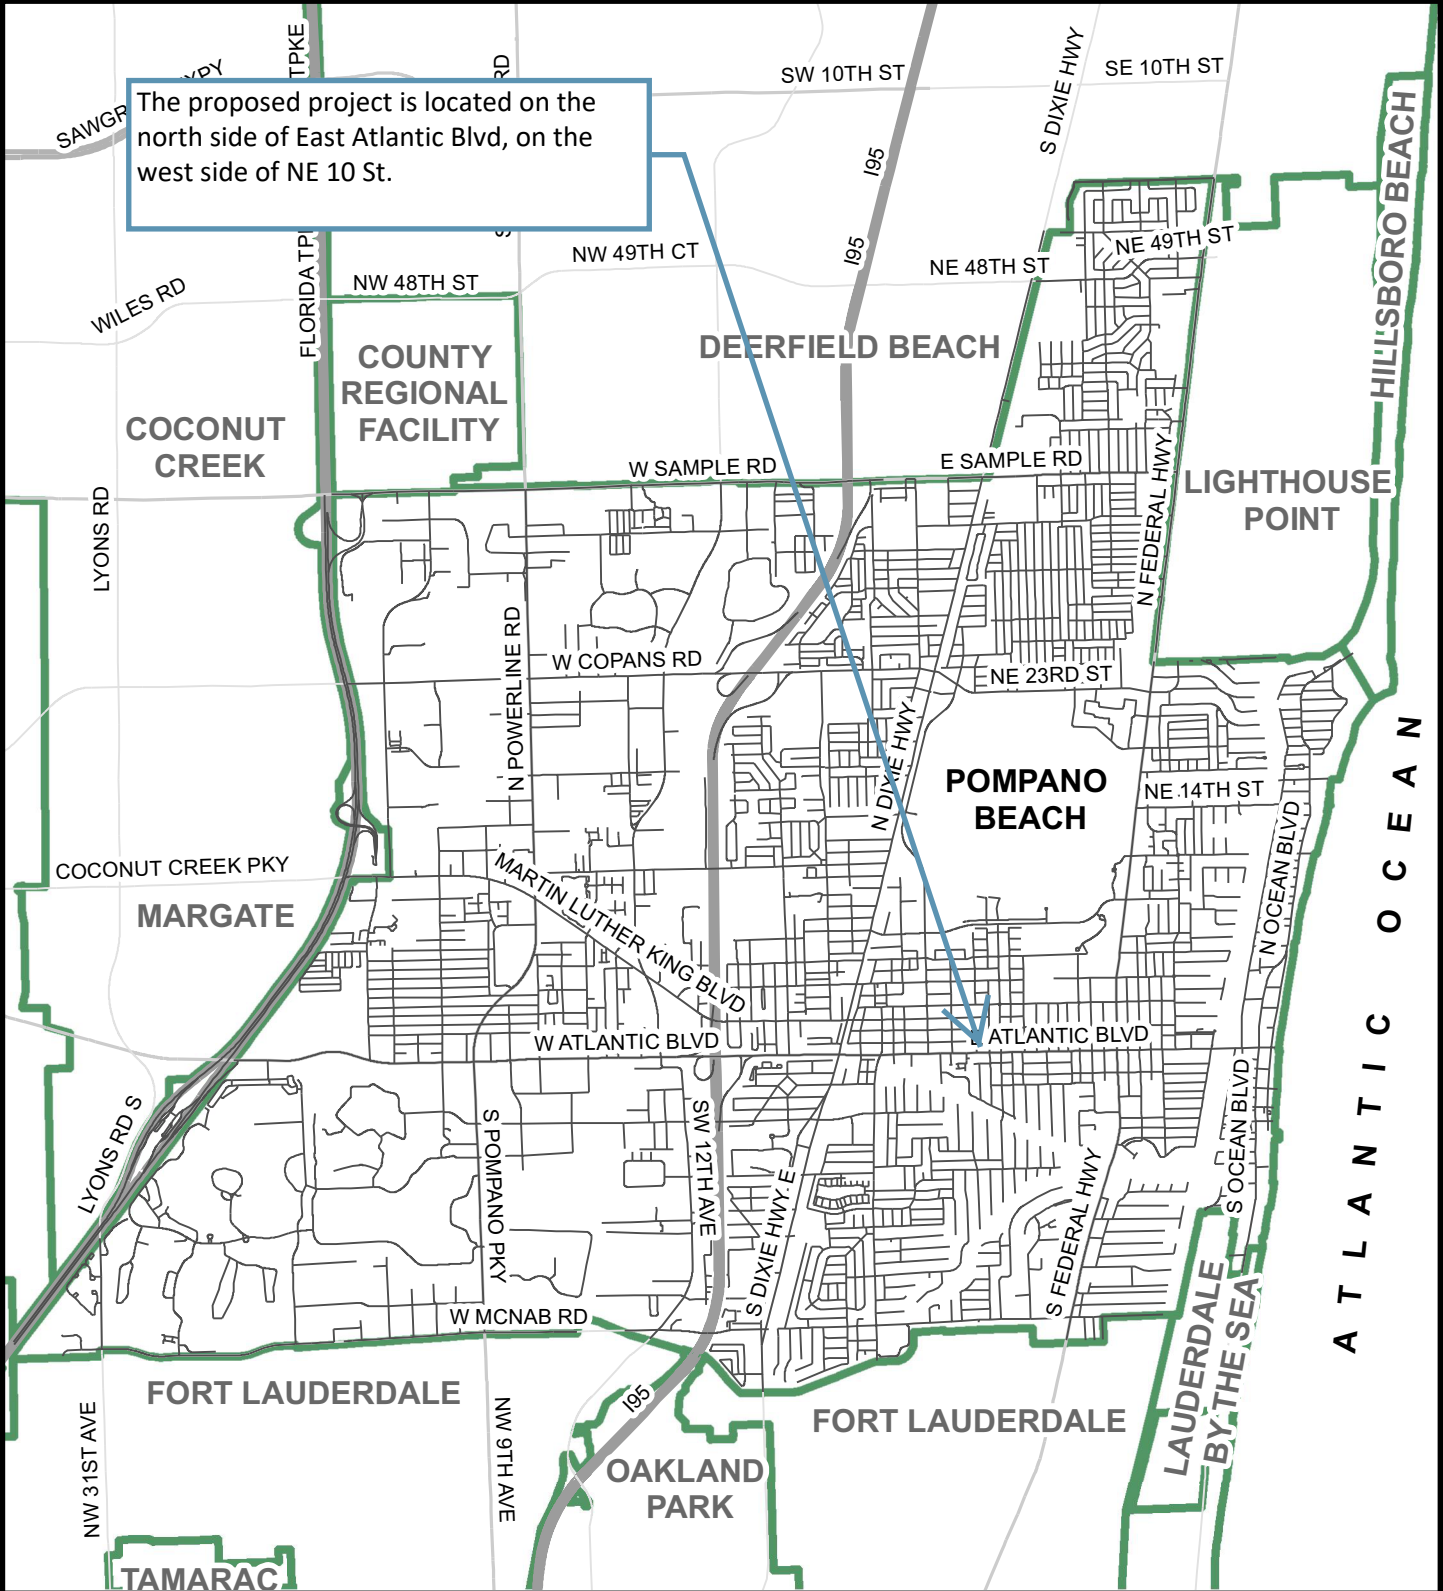 TPKE
RD
SW 10TH ST
SE 10TH ST
S DIXIE HWY
The proposed project is located on the
north side of East Atlantic Blvd, on the
west side of NE 10 St.
HILLSBORO BEACH
I95
I95
NE 49TH ST
NW 49TH CT
NE 48TH ST
NW 48TH ST
WILES RD
DEERFIELD BEACH
COUNTY
REGIONAL
FACILITY
COCONUT
CREEK
W SAMPLE RD
E SAMPLE RD
N FEDERAL HWY
LIGHTHOUSE
POINT
LYONS RD
N POWERLINE RD
W COPANS RD
NE 23RD ST
N DIXIE HWY
POMPANO
BEACH
NE 14TH ST
COCONUT CREEK PKY
MARGATE
MARTIN LUTHER KING BLVD
N OCEAN BLVD
ATLANTIC OCEAN
W ATLANTIC BLVD
ATLANTIC BLVD
LYONS RD S
S POMPANO PKY
SW 12TH AVE
S DIXIE HWY E
S FEDERAL HWY
S OCEAN BLVD
W MCNAB RD
LAUDERDALE
BY THE SEA
FORT LAUDERDALE
FORT LAUDERDALE
I95
NW 31ST AVE
NW 9TH AVE
OAKLAND
PARK
TAMARAC